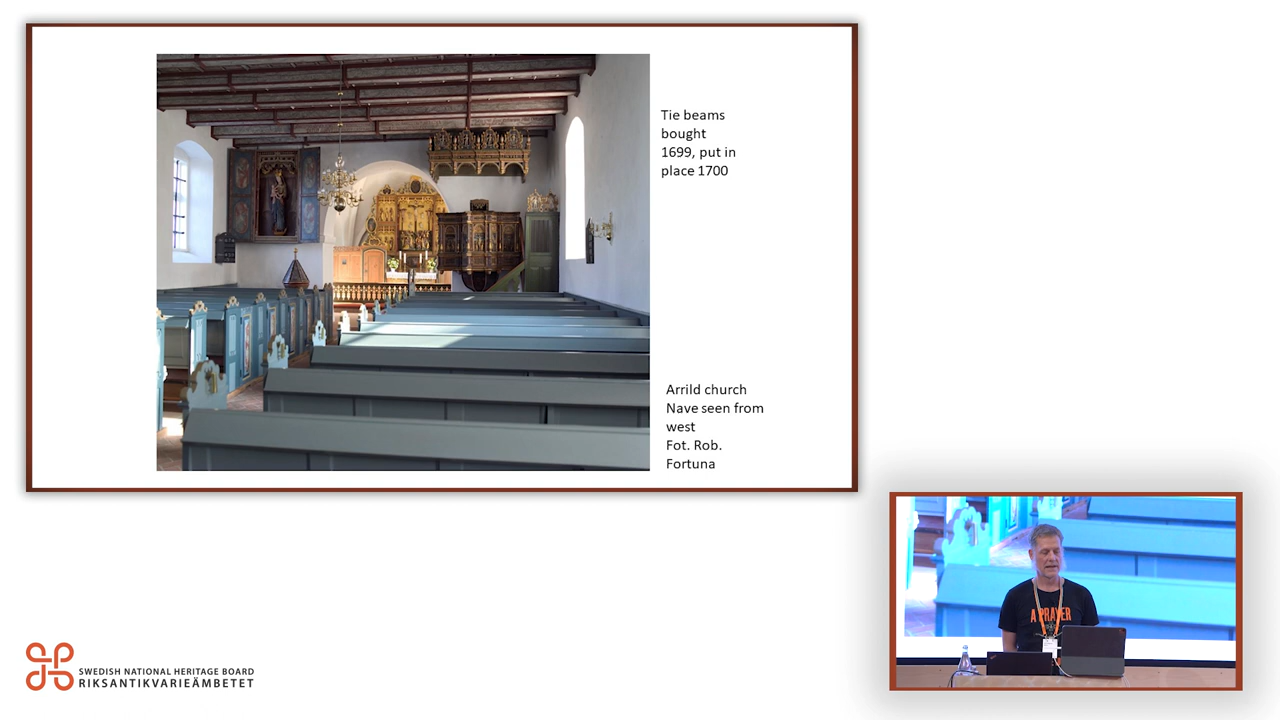 Tie beams
bought
1699, put in
place 1700
Arrild church
Nave seen from
west
Fot. Rob.
Fortuna
A PRAYER
SWEDISH NATIONAL HERITAGE BOARD
RIKSANTIKVARIEÄMBETET